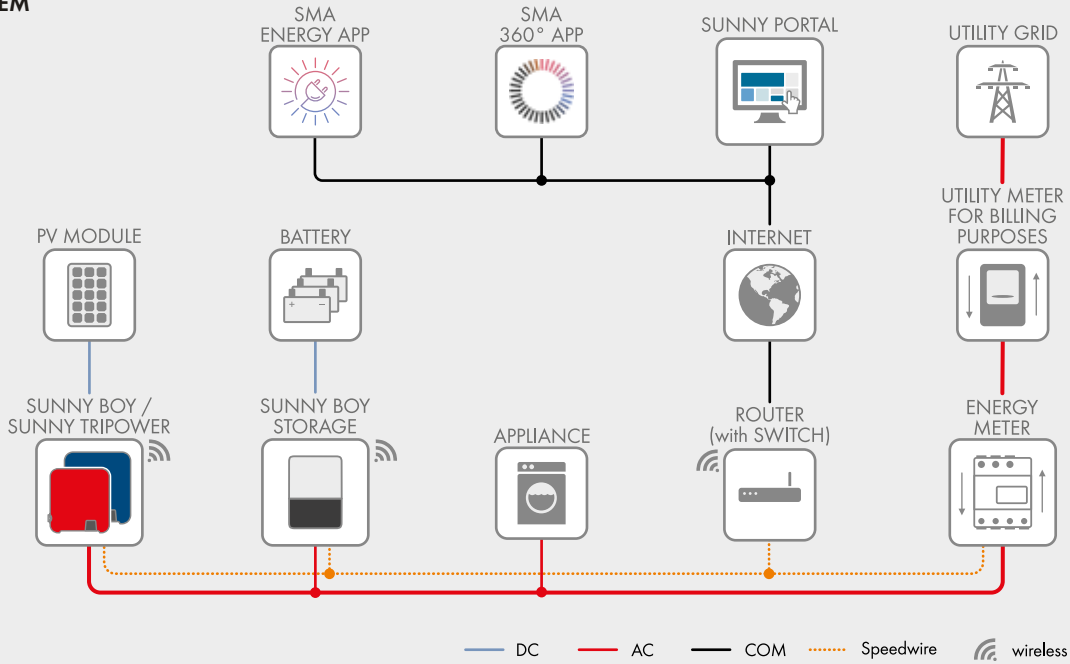 SMA
ENERGY APP
SMA
360° APP
SUNNY PORTAL
UTILITY GRID
UTILITY METER
FOR BILLING
PURPOSES
PV MODULE
BATTERY
INTERNET
SUNNY BOY /
SUNNY TRIPOWER
SUNNY BOY
STORAGE
APPLIANCE
ROUTER
(with SWITCH)
ENERGY
METER
DC
AC
COM
Speedwire
wireless